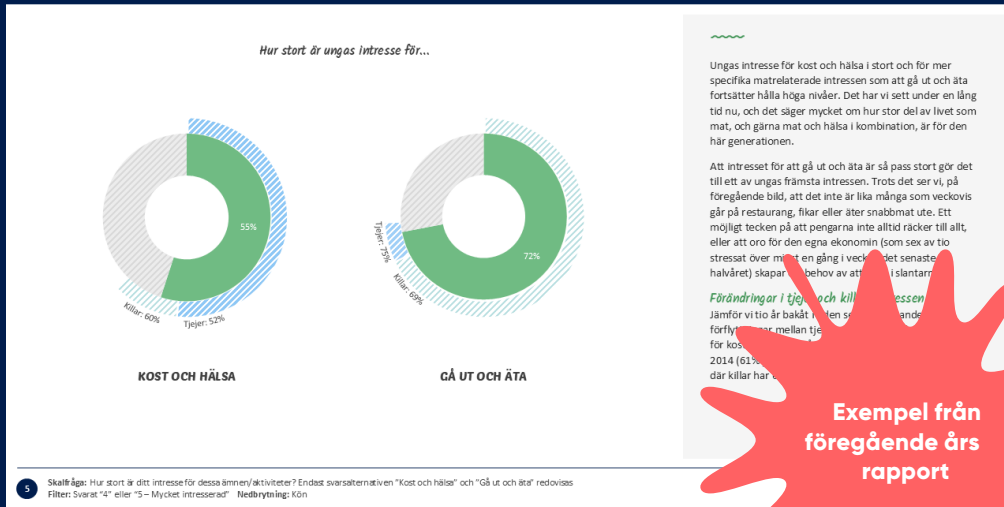 Hur stort är ungas intresse för...
55%
Killar: 60%
Tjejer: 52%
KOST OCH HÄLSA
Tjejer: 75%
Killar: 69%
72%
GÅ UT OCH ÄTA
Ungas intresse för kost och hälsa i stort och för mer
specifika matrelaterade intressen som att gå ut och äta
fortsätter hålla höga nivåer. Det har vi sett under en lång
tid nu, och det säger mycket om hur stor del av livet som
mat, och gärna mat och hälsa i kombination, är för den
här generationen.
Att intresset för att gå ut och äta är så pass stort gör det
till ett av ungas främsta intressen. Trots det ser vi, på
föregående bild, att det inte är lika många som veckovis
går på restaurang, fikar eller äter snabbmat ute. Ett
möjligt tecken på att pengarna inte alltid räcker till allt,
eller att oro för den egna ekonomin (som sex av tio
stressat över en gång i det senaste
halvåret) skapar behov av att i
Förändringar i och
Jämför vi tio år bakåt
mellan
för
2014 (61%
där killar har
Exempel från
föregående års
rapport
5
Skalfråga: Hur stort är ditt intresse för dessa ämnen/aktiviteter? Endast svarsalternativen "Kost och hälsa" och "Gå ut och äta" redovisas
Filter: Svarat "4" eller "5 – Mycket intresserad" Nedbrytning: Kön